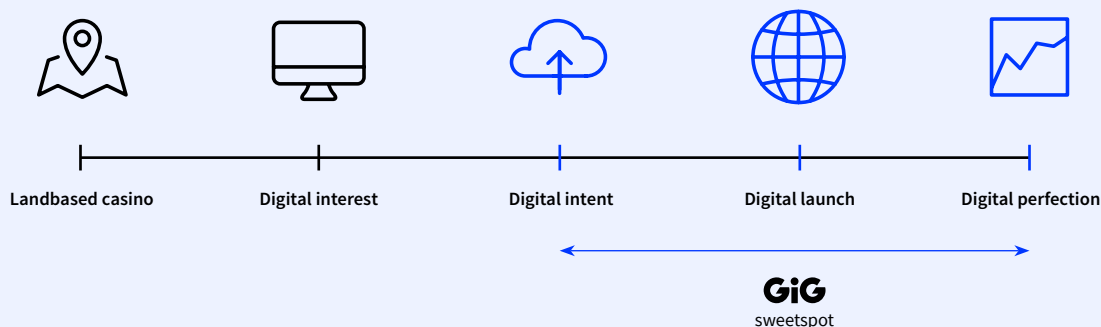 Landbased casino
Digital interest
Digital intent
Digital launch
Digital perfection
GiG
sweetspot